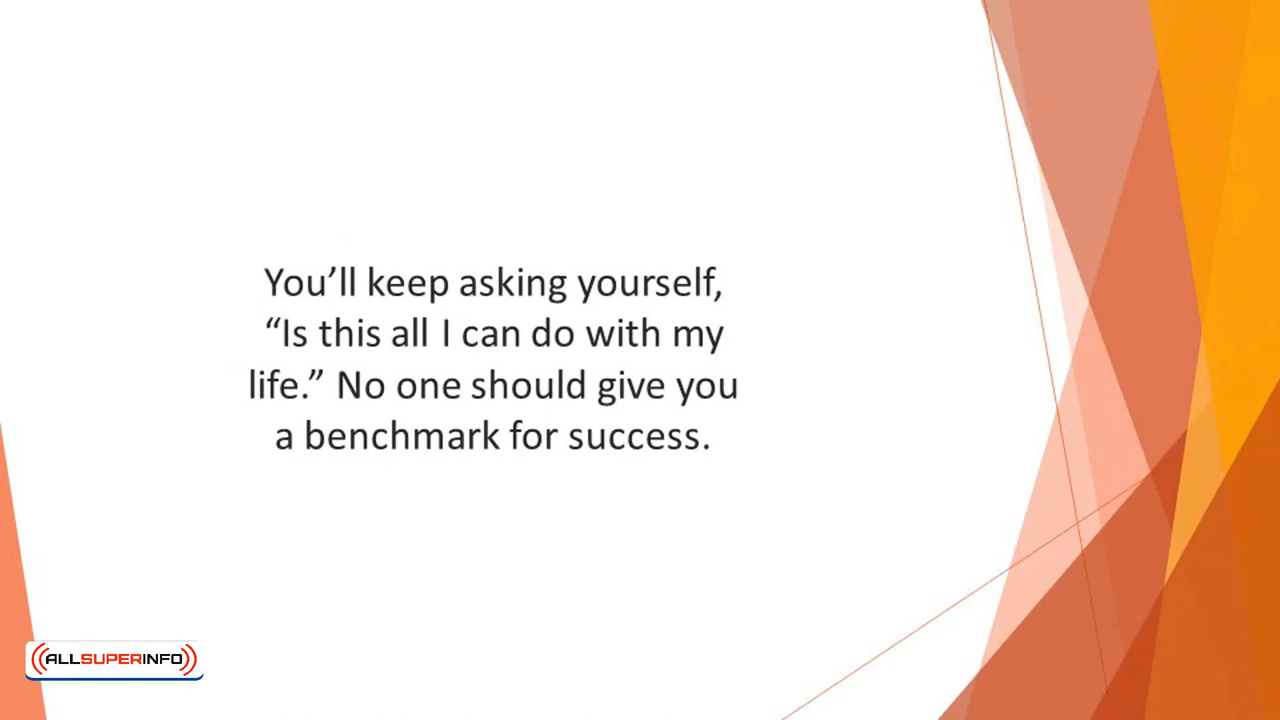 You’ll keep asking yourself,
“Is this all I can do with my
life.” No one should give you
a benchmark for success.
ALLSUPERINFO